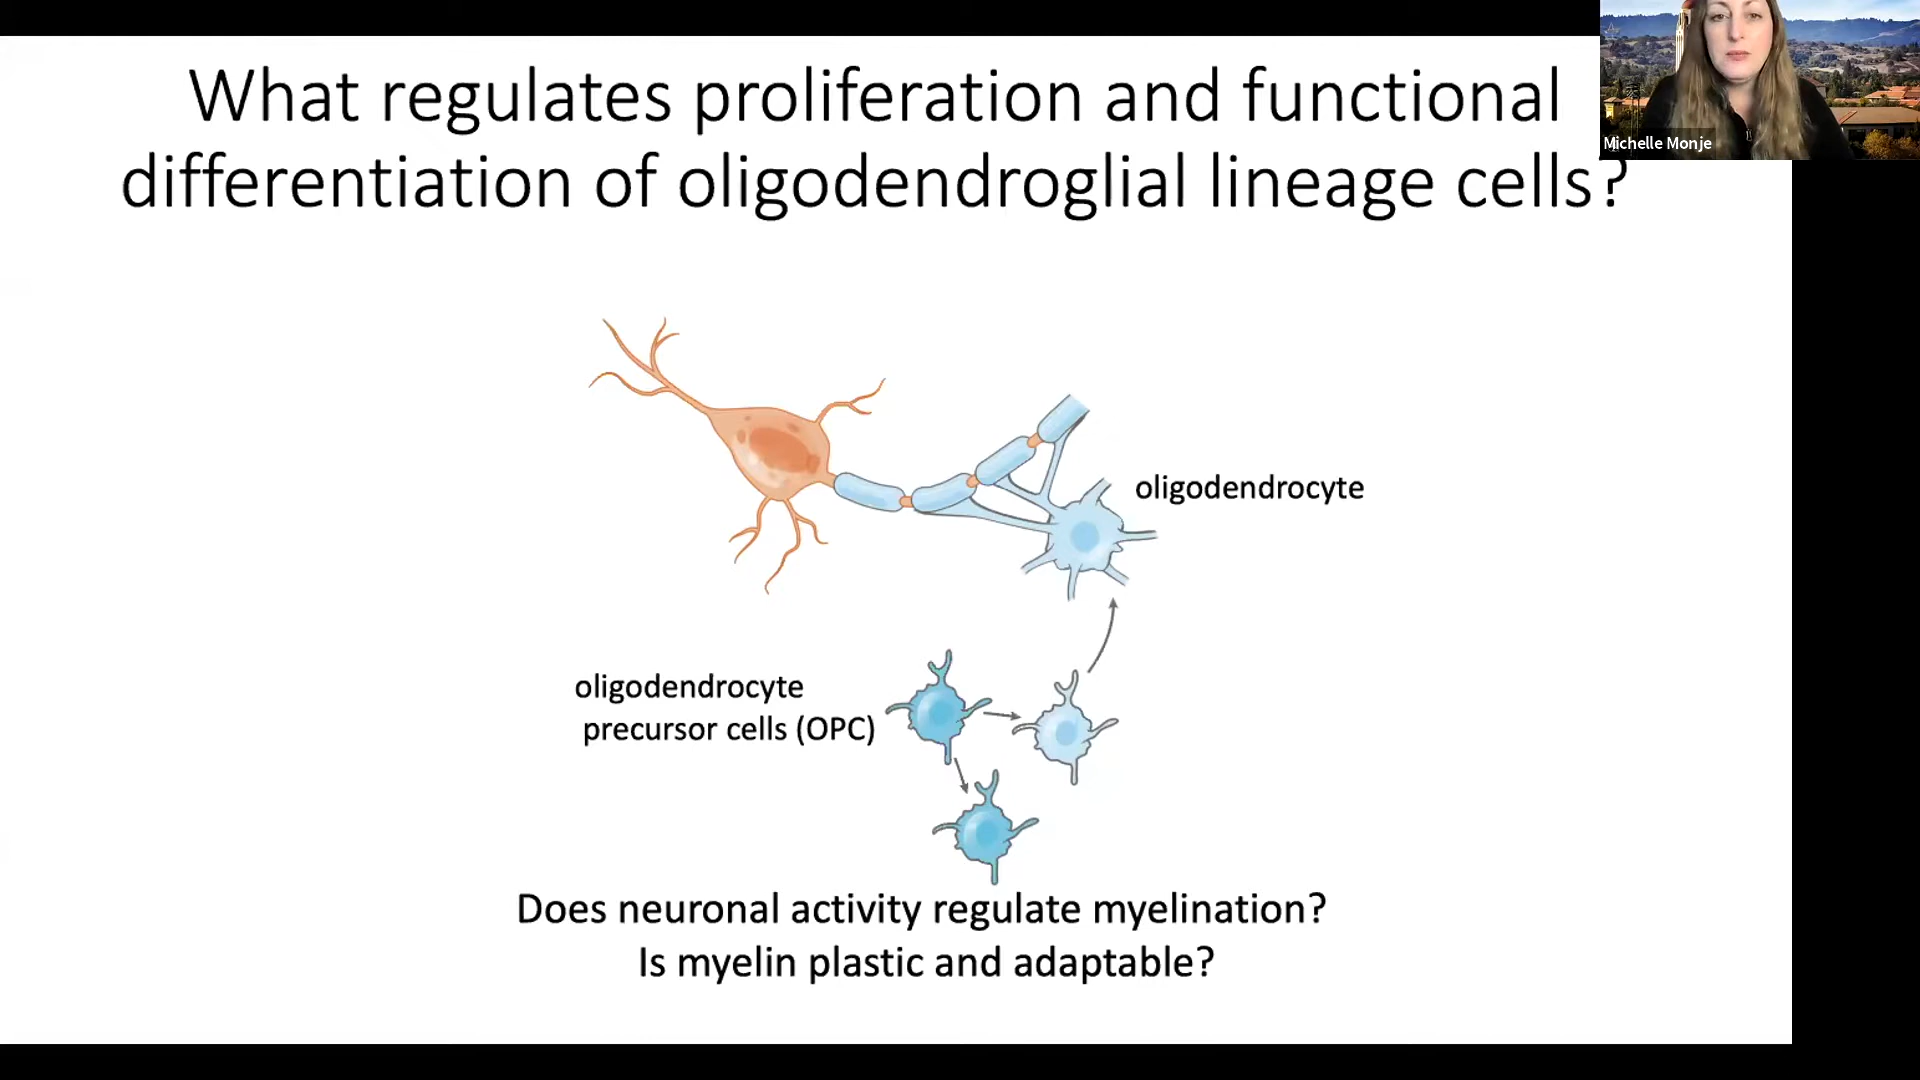 What regulates proliferation and functional
differentiation of oligodendroglial lineage cells?
Michelle Monje
oligodendrocyte
oligodendrocyte
precursor cells (OPC)
Does neuronal activity regulate myelination?
Is myelin plastic and adaptable?